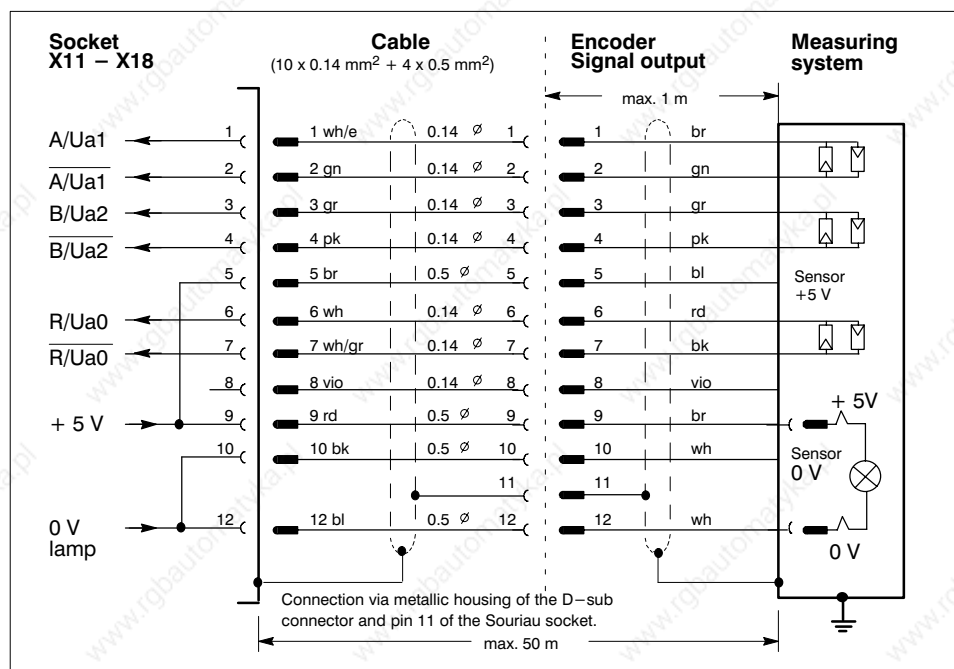 Socket
X11 – X18
Cable
(10 x 0.14 mm² + 4 x 0.5 mm²)
Encoder
Signal output
Measuring
system
max. 1 m
A/Ua1 1 1 wh/e 0.14 ø 1 1 br
A/Ua1 2 2 gn 0.14 ø 2 2 gn
B/Ua2 3 3 gr 0.14 ø 3 3 gr
B/Ua2 4 4 pk 0.14 ø 4 4 pk
5 5 br 0.5 ø 5 5 bl
Sensor
+5 V
R/Ua0 6 6 wh 0.14 ø 6 6 rd
R/Ua0 7 7 wh/gr 0.14 ø 7 7 bk
8 8 vio 0.14 ø 8 8 vio
+ 5 V 9 9 rd 0.5 ø 9 9 br + 5V
10 10 bk 0.5 ø 10 10 wh
Sensor
0 V
11 11
0 V
lamp
12 12 bl 0.5 ø 12 12 wh
0 V
Connection via metallic housing of the D–sub
connector and pin 11 of the Souriau socket.
max. 50 m
www.rgbautomatyka.pl